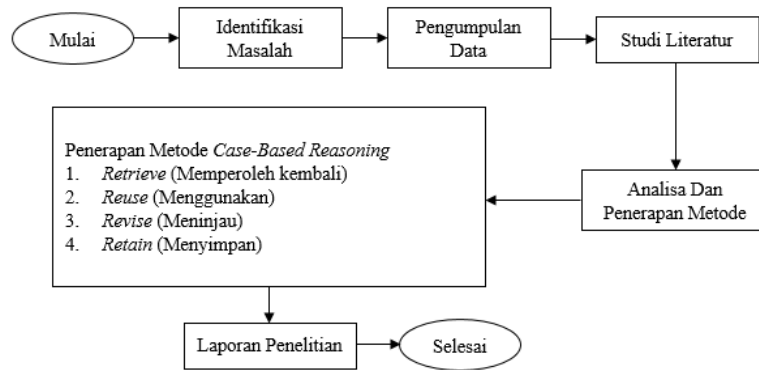 Mulai
Identifikasi
Masalah
Pengumpulan
Data
Studi Literatur
Analisa Dan
Penerapan Metode
Penerapan Metode Case-Based Reasoning
1. Retrieve (Memperoleh kembali)
2. Reuse (Menggunakan)
3. Revise (Meninjau)
4. Retain (Menyimpan)
Laporan Penelitian
Selesai